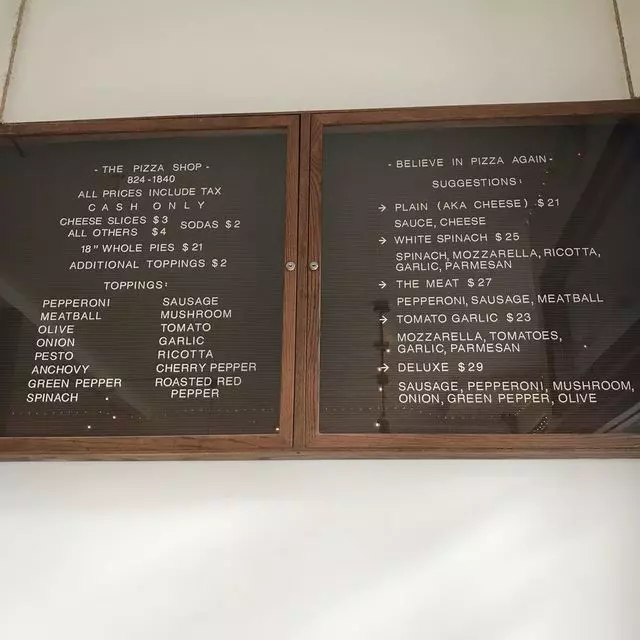 - THE PIZZA SHOP -
824-1840
ALL PRICES INCLUDE TAX
CASH ONLY
CHEESE SLICES $3
ALL OTHERS $4
SODAS $2
18" WHOLE PIES $21
ADDITIONAL TOPPINGS $2
TOPPINGS:
PEPPERONI
MEATBALL
OLIVE
ONION
PESTO
ANCHOVY
GREEN PEPPER
SPINACH
SAUSAGE
MUSHROOM
TOMATO
GARLIC
RICOTTA
CHERRY PEPPER
ROASTED RED
PEPPER
- BELIEVE IN PIZZA AGAIN -
SUGGESTIONS:
→ PLAIN (AKA CHEESE) $21
SAUCE, CHEESE
→ WHITE SPINACH $25
SPINACH, MOZZARELLA, RICOTTA,
GARLIC, PARMESAN
→ THE MEAT $27
PEPPERONI, SAUSAGE, MEATBALL
→ TOMATO GARLIC $23
MOZZARELLA, TOMATOES,
GARLIC, PARMESAN
→ DELUXE $29
SAUSAGE, PEPPERONI, MUSHROOM,
ONION, GREEN PEPPER, OLIVE